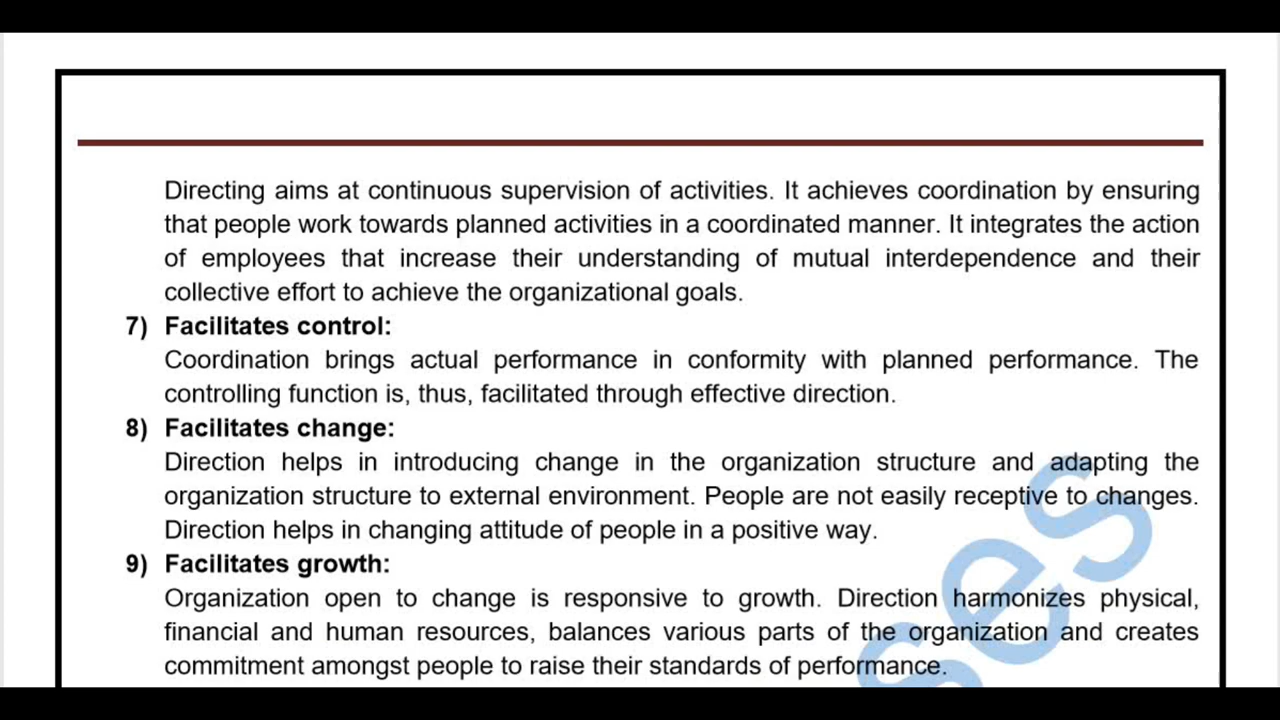 Directing aims at continuous supervision of activities. It achieves coordination by ensuring
that people work towards planned activities in a coordinated manner. It integrates the action
of employees that increase their understanding of mutual interdependence and their
collective effort to achieve the organizational goals.
7) Facilitates control:
Coordination brings actual performance in conformity with planned performance. The
controlling function is, thus, facilitated through effective direction.
8) Facilitates change:
Direction helps in introducing change in the organization structure and adapting the
organization structure to external environment. People are not easily receptive to changes.
Direction helps in changing attitude of people in a positive way.
9) Facilitates growth:
Organization open to change is responsive to growth. Direction harmonizes physical,
financial and human resources, balances various parts of the organization and creates
commitment amongst people to raise their standards of performance.
ses